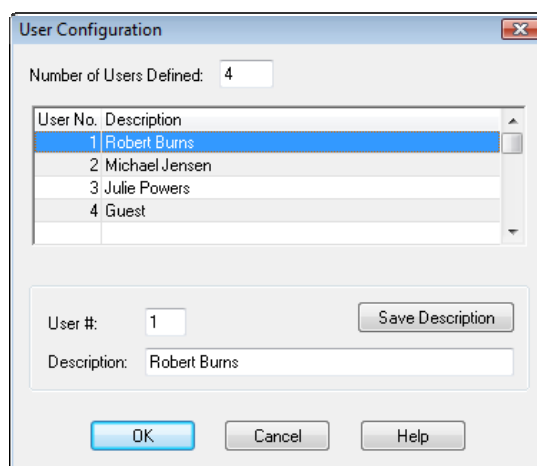 User Configuration
Number of Users Defined: 4
User No. Description
1 Robert Burns
2 Michael Jensen
3 Julie Powers
4 Guest
User #: 1 Save Description
Description: Robert Burns
OK Cancel Help